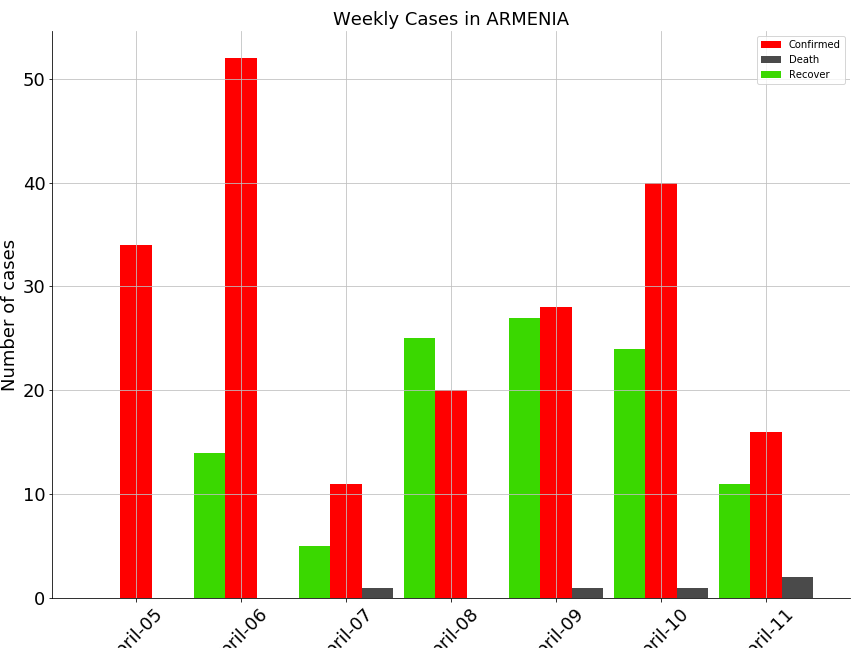 Weekly Cases in ARMENIA
Confirmed
Death
Recover
Number of cases
50
40
30
20
10
0
pril-05
pril-06
pril-07
pril-08
pril-09
pril-10
pril-11